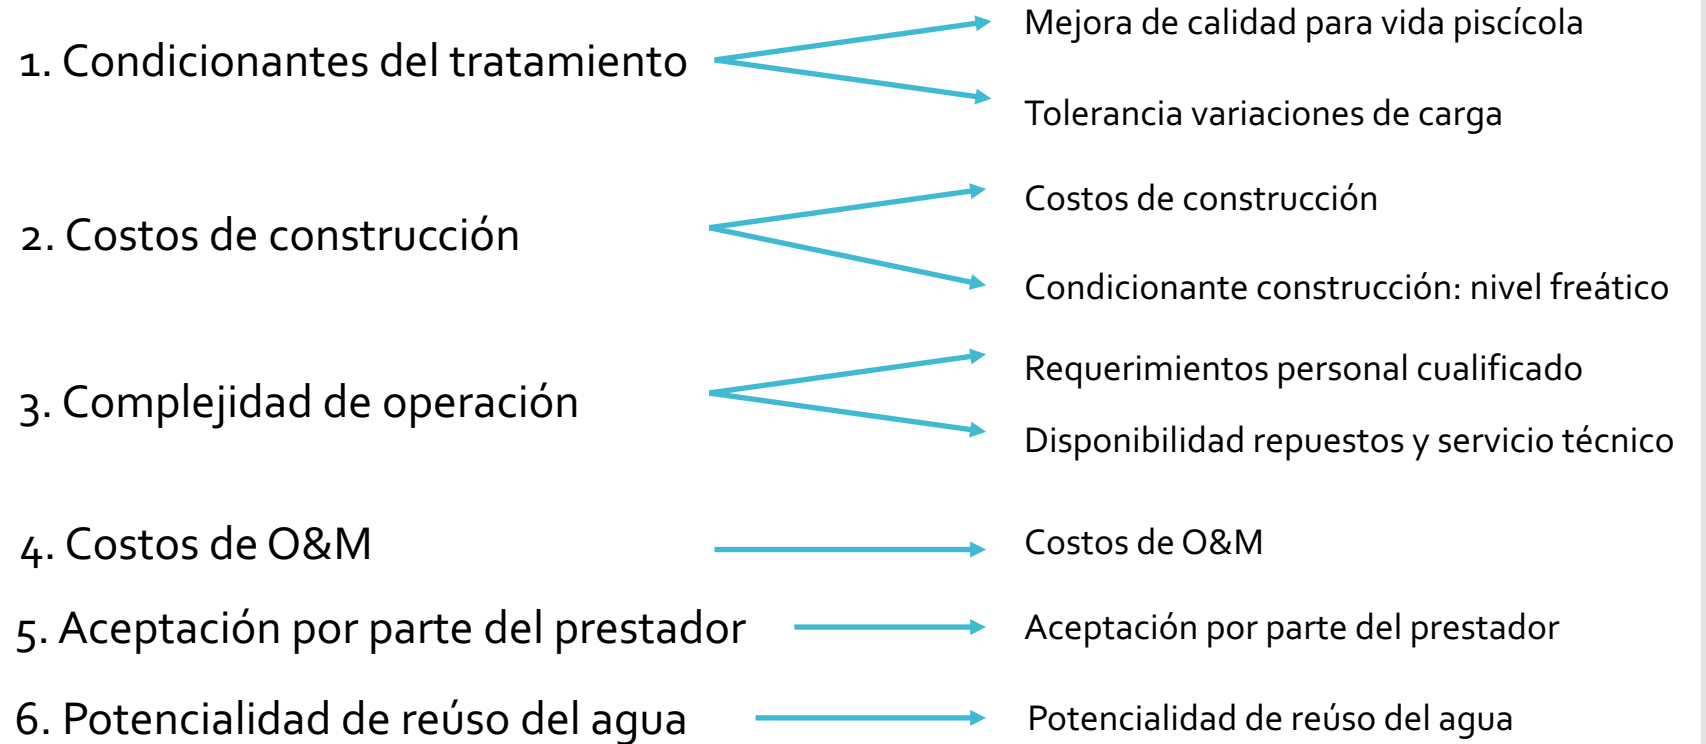 1. Condicionantes del tratamiento
Mejora de calidad para vida piscícola
Tolerancia variaciones de carga
2. Costos de construcción
Costos de construcción
Condicionante construcción: nivel freático
3. Complejidad de operación
Requerimientos personal cualificado
Disponibilidad repuestos y servicio técnico
4. Costos de O&M
Costos de O&M
5. Aceptación por parte del prestador
Aceptación por parte del prestador
6. Potencialidad de reúso del agua
Potencialidad de reúso del agua